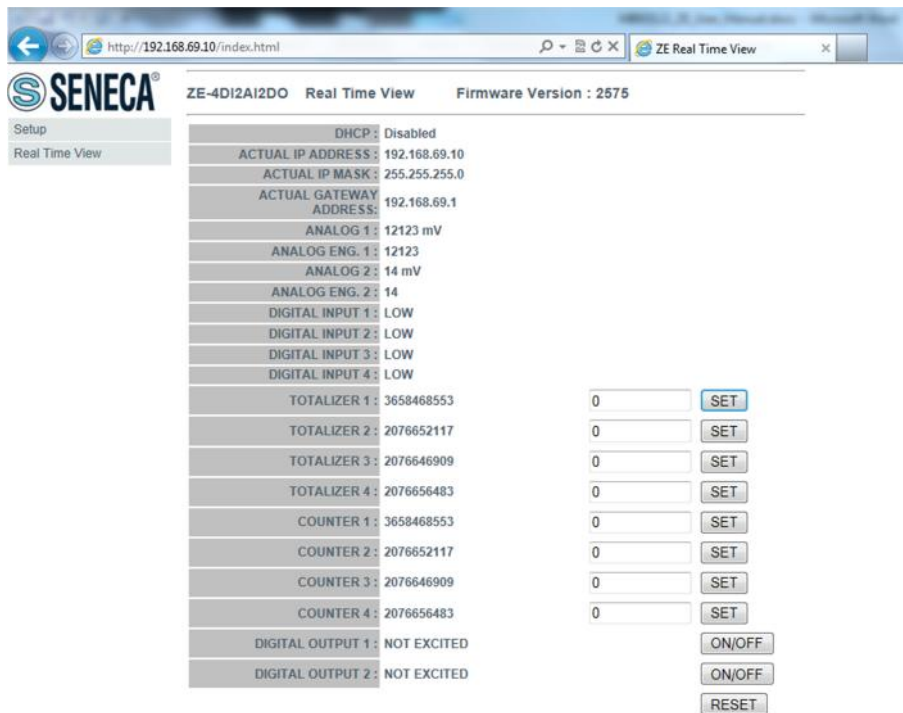 http://192.168.69.10/index.html
ZE Real Time View
SENECA®
ZE-4DI2AI2DO Real Time View Firmware Version : 2575
Setup
Real Time View
DHCP : Disabled
ACTUAL IP ADDRESS : 192.168.69.10
ACTUAL IP MASK : 255.255.255.0
ACTUAL GATEWAY ADDRESS: 192.168.69.1
ANALOG 1 : 12123 mV
ANALOG ENG. 1 : 12123
ANALOG 2 : 14 mV
ANALOG ENG. 2 : 14
DIGITAL INPUT 1 : LOW
DIGITAL INPUT 2 : LOW
DIGITAL INPUT 3 : LOW
DIGITAL INPUT 4 : LOW
TOTALIZER 1 : 3658468553 0 SET
TOTALIZER 2 : 2076652117 0 SET
TOTALIZER 3 : 2076646909 0 SET
TOTALIZER 4 : 2076656483 0 SET
COUNTER 1 : 3658468553 0 SET
COUNTER 2 : 2076652117 0 SET
COUNTER 3 : 2076646909 0 SET
COUNTER 4 : 2076656483 0 SET
DIGITAL OUTPUT 1 : NOT EXCITED ON/OFF
DIGITAL OUTPUT 2 : NOT EXCITED ON/OFF
RESET